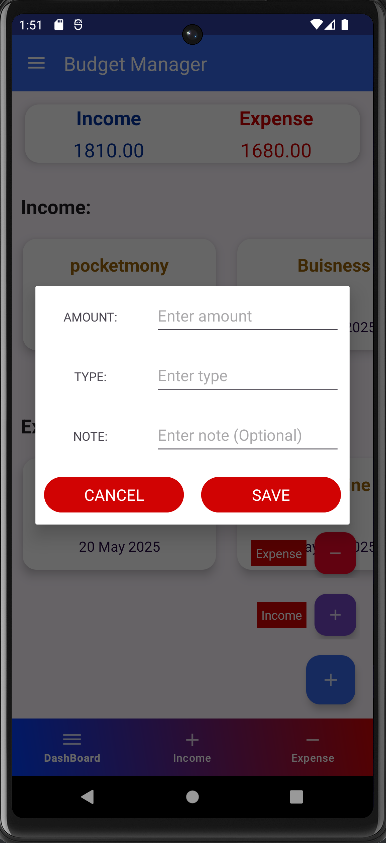 1:51
Budget Manager
Income Expense
1810.00 1680.00
Income:
pocketmony Buisness
2025
AMOUNT: Enter amount
TYPE: Enter type
NOTE: Enter note (Optional)
CANCEL SAVE
20 May 2025
Expense
Income
DashBoard Income Expense